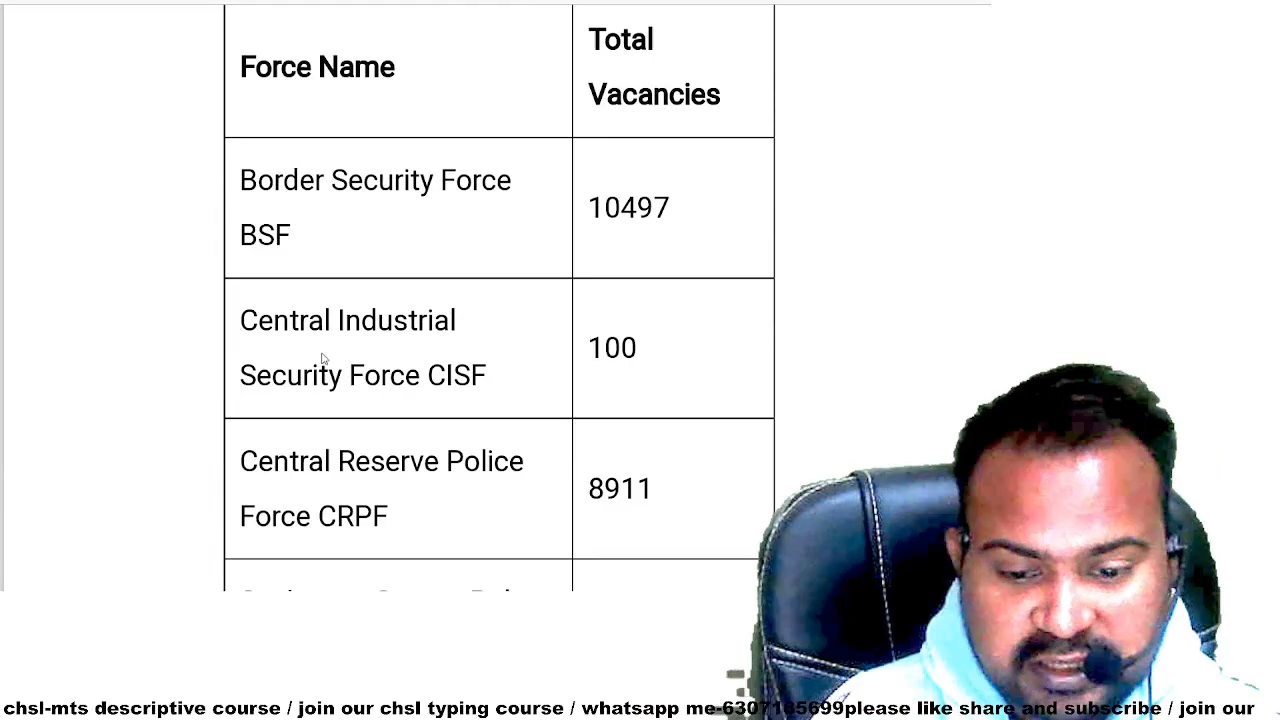 Force Name
Total
Vacancies
Border Security Force
BSF
10497
Central Industrial
Security Force CISF
100
Central Reserve Police
Force CRPF
8911
chsl-mts descriptive course / join our chsl typing course / whatsapp me-6307185699please like share and subscribe / join our